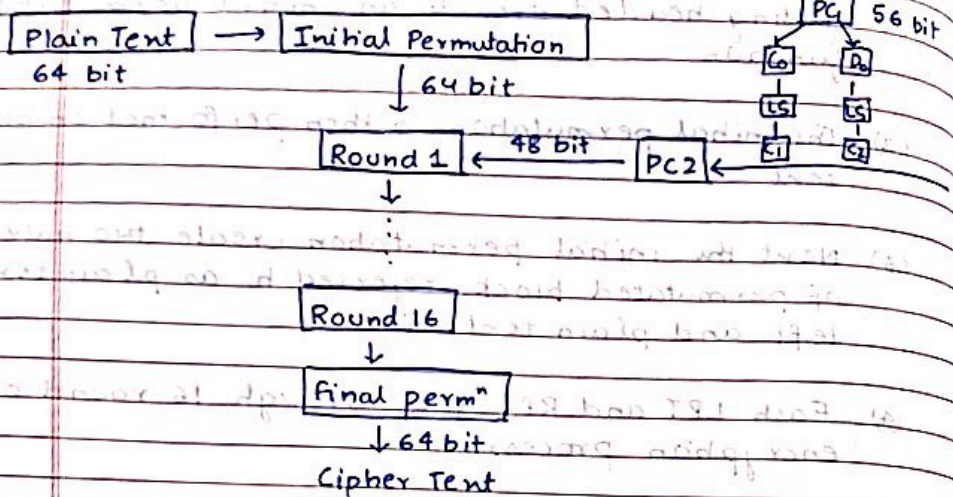 PC1 56 bit
Plain Tent → Initial Permutation
64 bit
64 bit
C0 D0
LS LS
C1 C2
Round 1 ← 48 bit PC2
Round 16
Final permⁿ
64 bit
Cipher Tent